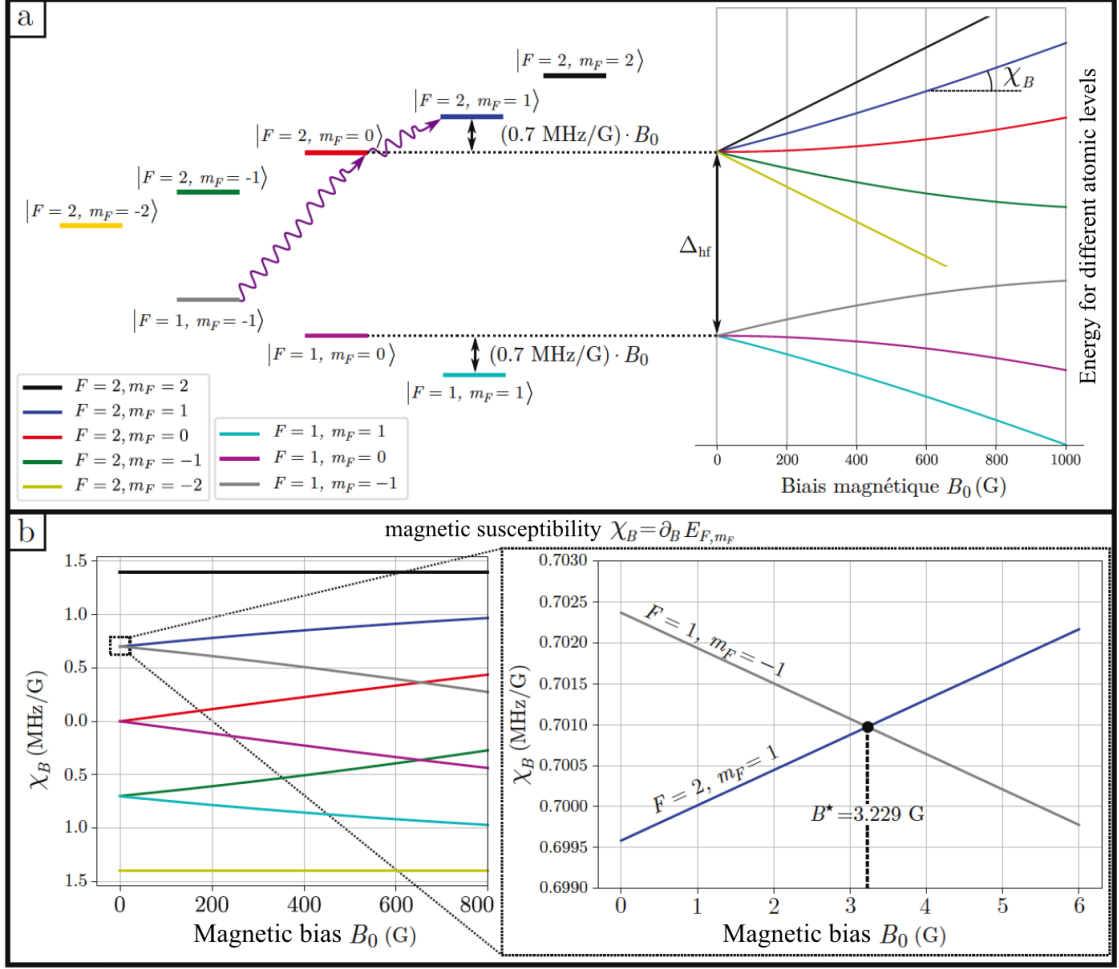 a
|F = 2, m_F = 2⟩
|F = 2, m_F = 1⟩
|F = 2, m_F = 0⟩
(0.7 MHz/G) · B_0
|F = 2, m_F = -1⟩
|F = 2, m_F = -2⟩
|F = 1, m_F = -1⟩
|F = 1, m_F = 0⟩
(0.7 MHz/G) · B_0
|F = 1, m_F = 1⟩
F = 2, m_F = 2
F = 2, m_F = 1
F = 2, m_F = 0
F = 2, m_F = −1
F = 2, m_F = −2
F = 1, m_F = 1
F = 1, m_F = 0
F = 1, m_F = −1
χ_B
Δ_hf
Energy for different atomic levels
0 200 400 600 800 1000
Biais magnétique B_0 (G)
b
magnetic susceptibility χ_B = ∂_B E_{F,m_F}
1.5
1.0
0.5
0.0
0.5
1.0
1.5
χ_B (MHz/G)
0 200 400 600 800
Magnetic bias B_0 (G)
0.7030
0.7025
0.7020
0.7015
0.7010
0.7005
0.7000
0.6995
0.6990
χ_B (MHz/G)
F = 1, m_F = −1
F = 2, m_F = 1
B⋆=3.229 G
0 1 2 3 4 5 6
Magnetic bias B_0 (G)